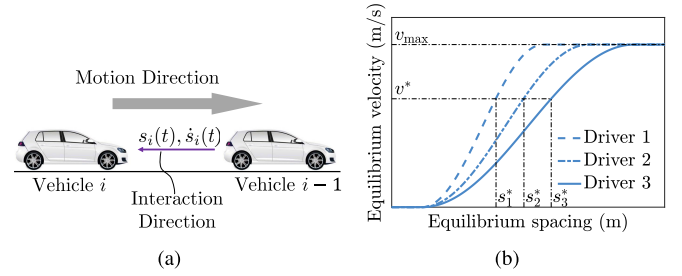 Motion Direction
s_i(t), ṡ_i(t)
Vehicle i
Vehicle i − 1
Interaction
Direction
(a)
Equilibrium velocity (m/s)
v_max
v*
Driver 1
Driver 2
Driver 3
s*_1 s*_2 s*_3
Equilibrium spacing (m)
(b)